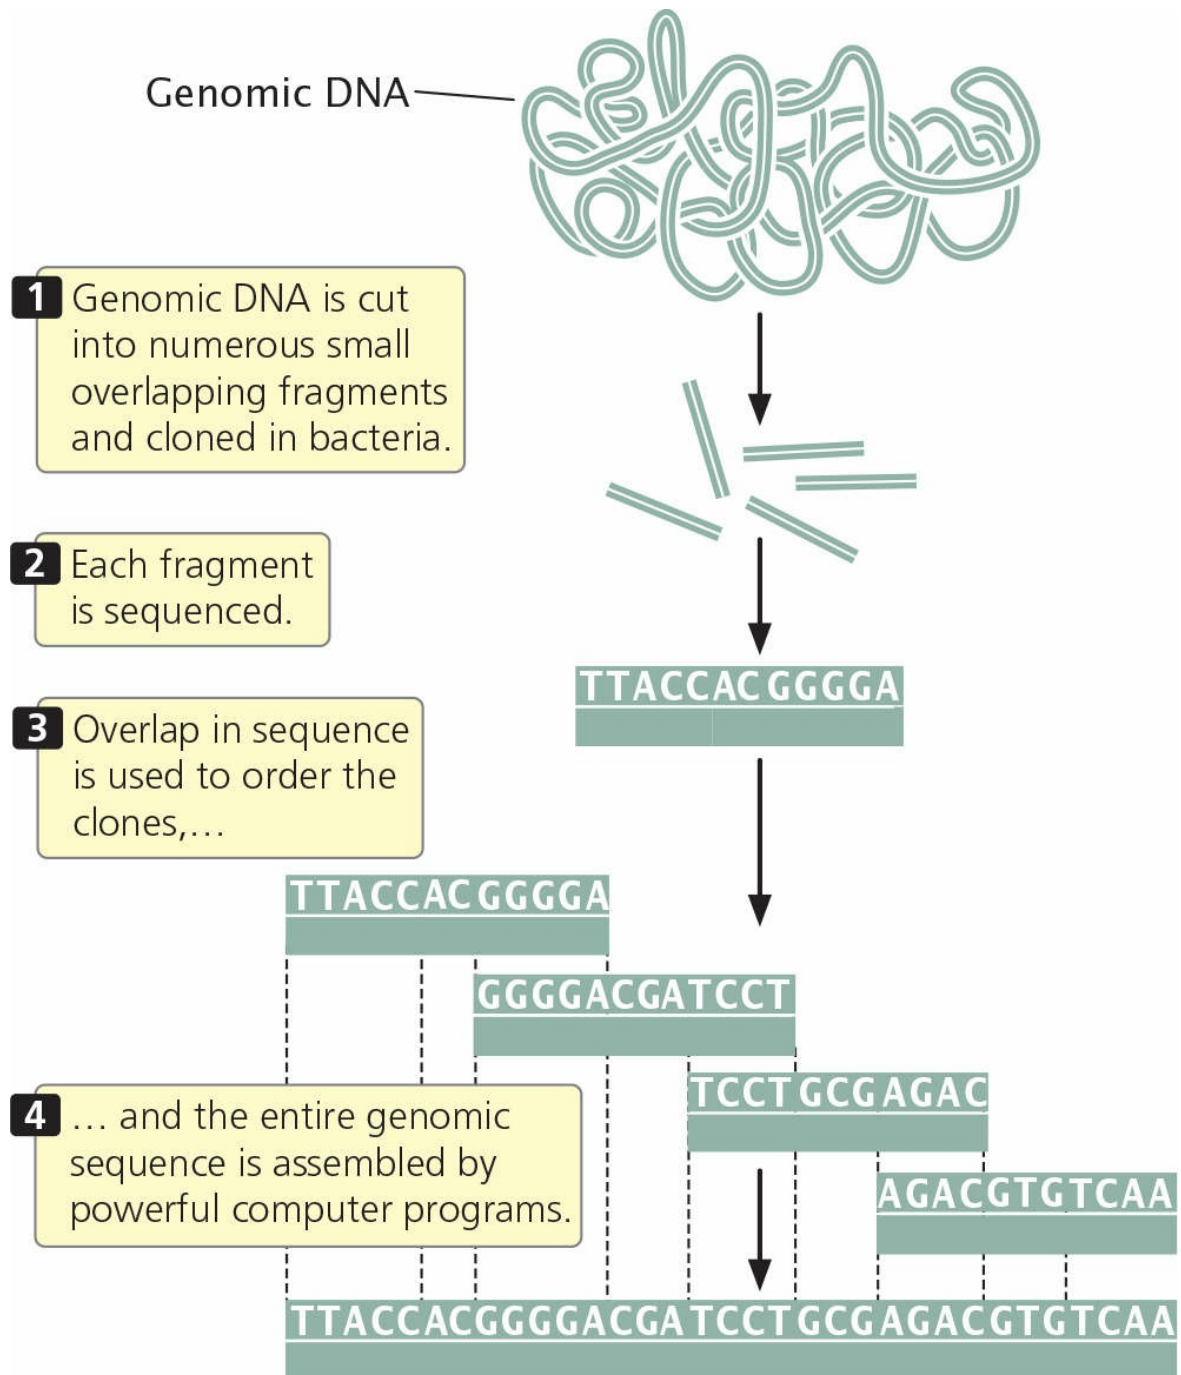 Genomic DNA
1 Genomic DNA is cut
into numerous small
overlapping fragments
and cloned in bacteria.
2 Each fragment
is sequenced.
TTACCACGGGGA
3 Overlap in sequence
is used to order the
clones,...
TTACCACGGGGA
GGGGACGATCCT
TCCTGCGAGAC
4 ... and the entire genomic
sequence is assembled by
powerful computer programs.
AGACGTGTCAA
TTACCACGGGGACGATCCTGCGAGACGTGTCAA